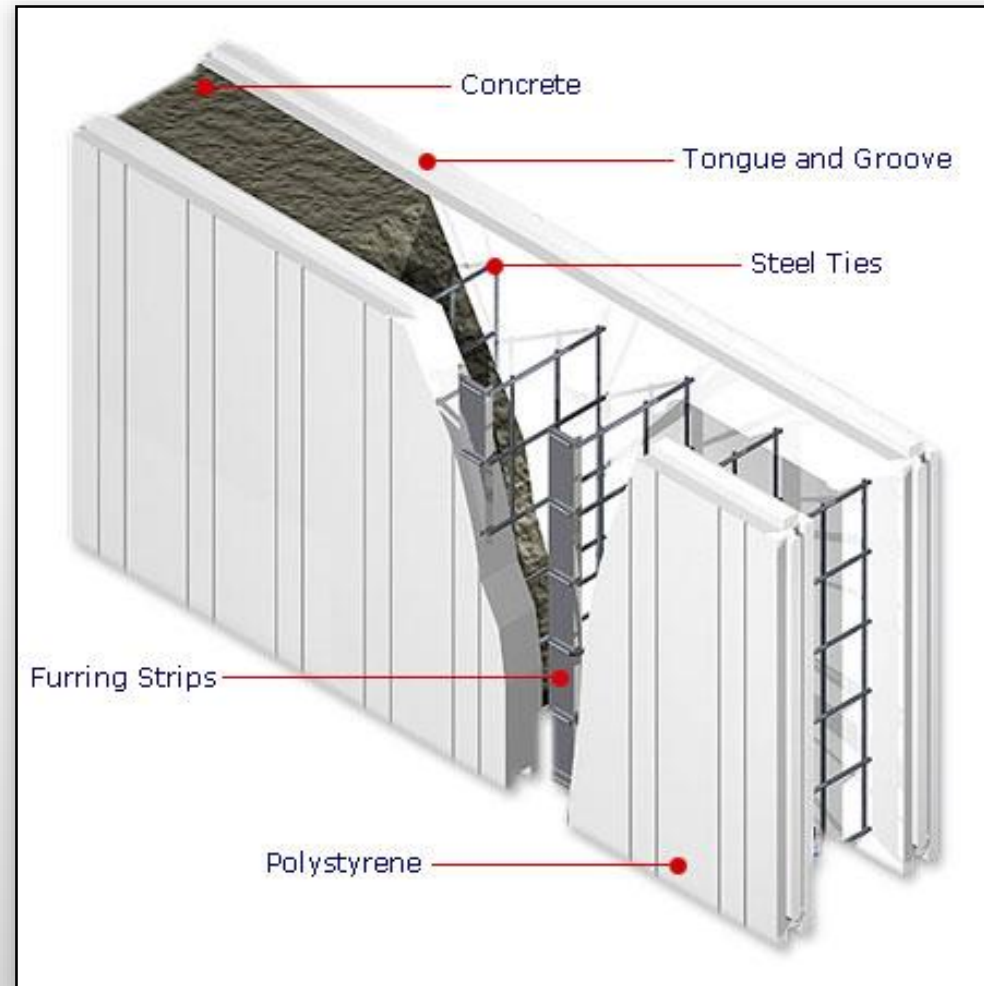 Concrete
Tongue and Groove
Steel Ties
Furring Strips
Polystyrene